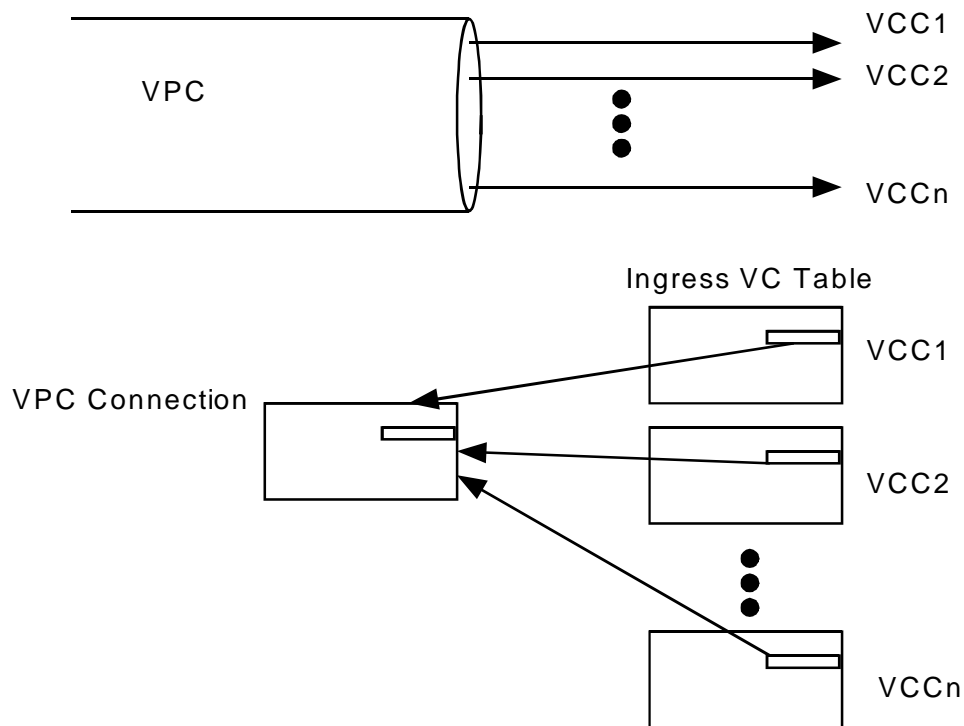 VCC1
VPC
VCC2
VCCn
Ingress VC Table
VCC1
VPC Connection
VCC2
VCCn